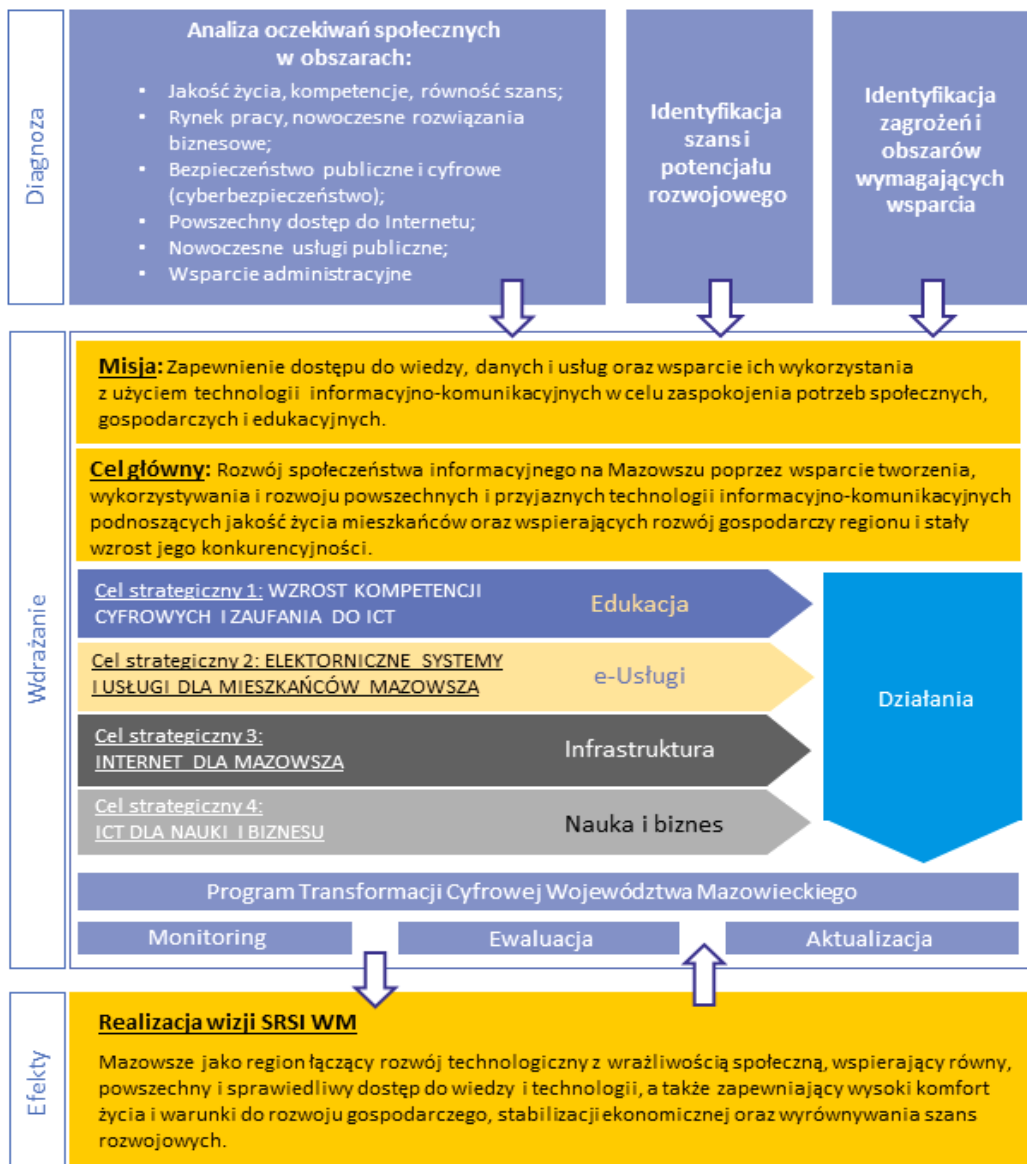 Diagnoza
Analiza oczekiwań społecznych
w obszarach:
• Jakość życia, kompetencje, równość szans;
• Rynek pracy, nowoczesne rozwiązania
biznesowe;
• Bezpieczeństwo publiczne i cyfrowe
(cyberbezpieczeństwo);
• Powszechny dostęp do Internetu;
• Nowoczesne usługi publiczne;
• Wsparcie administracyjne
Identyfikacja
szans i
potencjału
rozwojowego
Identyfikacja
zagrożeń i
obszarów
wymagających
wsparcia
Wdrażanie
Misja: Zapewnienie dostępu do wiedzy, danych i usług oraz wsparcie ich wykorzystania
z użyciem technologii informacyjno-komunikacyjnych w celu zaspokojenia potrzeb społecznych,
gospodarczych i edukacyjnych.
Cel główny: Rozwój społeczeństwa informacyjnego na Mazowszu poprzez wsparcie tworzenia,
wykorzystywania i rozwoju powszechnych i przyjaznych technologii informacyjno-komunikacyjnych
podnoszących jakość życia mieszkańców oraz wspierających rozwój gospodarczy regionu i stały
wzrost jego konkurencyjności.
Cel strategiczny 1: WZROST KOMPETENCJI
CYFROWYCH I ZAUFANIA DO ICT
Edukacja
Cel strategiczny 2: ELEKTORNICZNE SYSTEMY
I USŁUGI DLA MIESZKAŃCÓW MAZOWSZA
e-Usługi
Cel strategiczny 3:
INTERNET DLA MAZOWSZA
Infrastruktura
Cel strategiczny 4:
ICT DLA NAUKI I BIZNESU
Nauka i biznes
Działania
Program Transformacji Cyfrowej Województwa Mazowieckiego
Monitoring
Ewaluacja
Aktualizacja
Efekty
Realizacja wizji SRSI WM
Mazowsze jako region łączący rozwój technologiczny z wrażliwością społeczną, wspierający równy,
powszechny i sprawiedliwy dostęp do wiedzy i technologii, a także zapewniający wysoki komfort
życia i warunki do rozwoju gospodarczego, stabilizacji ekonomicznej oraz wyrównywania szans
rozwojowych.